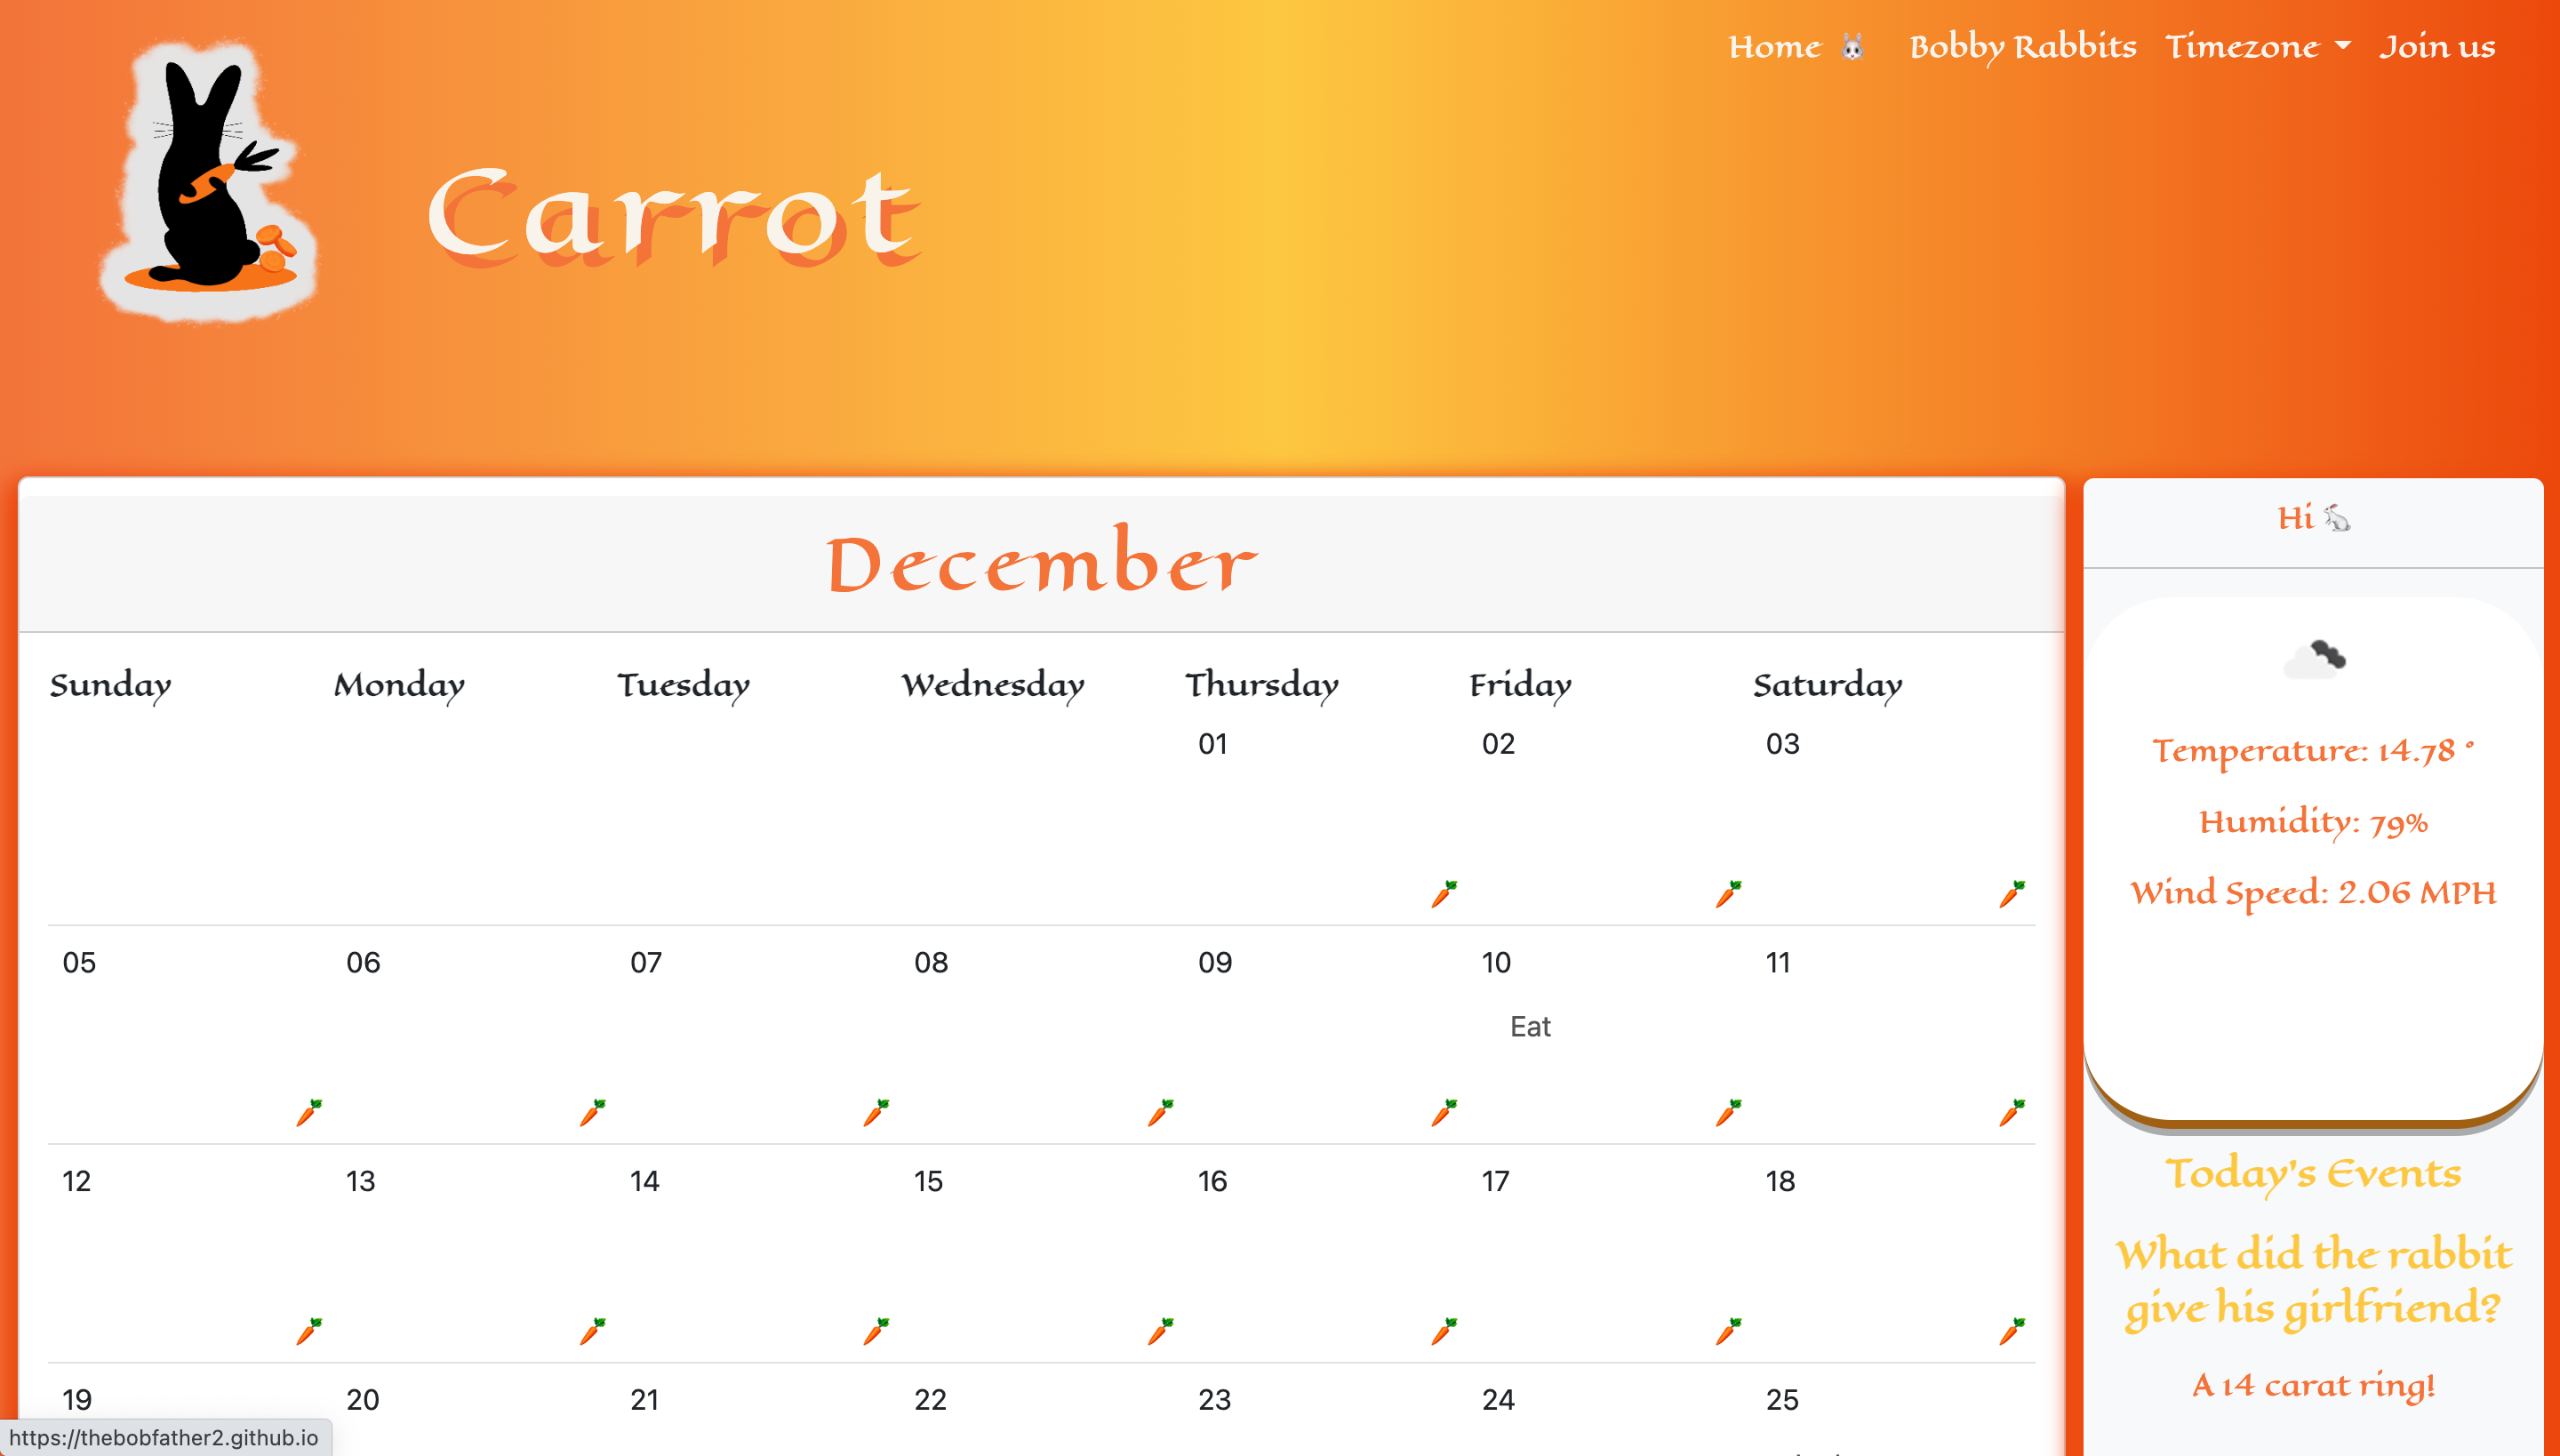 Home Bobby Rabbits Timezone Join us
Carrot
December
Sunday Monday Tuesday Wednesday Thursday Friday Saturday
01 02 03
05 06 07 08 09 10 11
Eat
12 13 14 15 16 17 18
19 20 21 22 23 24 25
Hi
Temperature: 14.78 °
Humidity: 79%
Wind Speed: 2.06 MPH
Today's Events
What did the rabbit
give his girlfriend?
A 14 carat ring!
https://thebobfather2.github.io